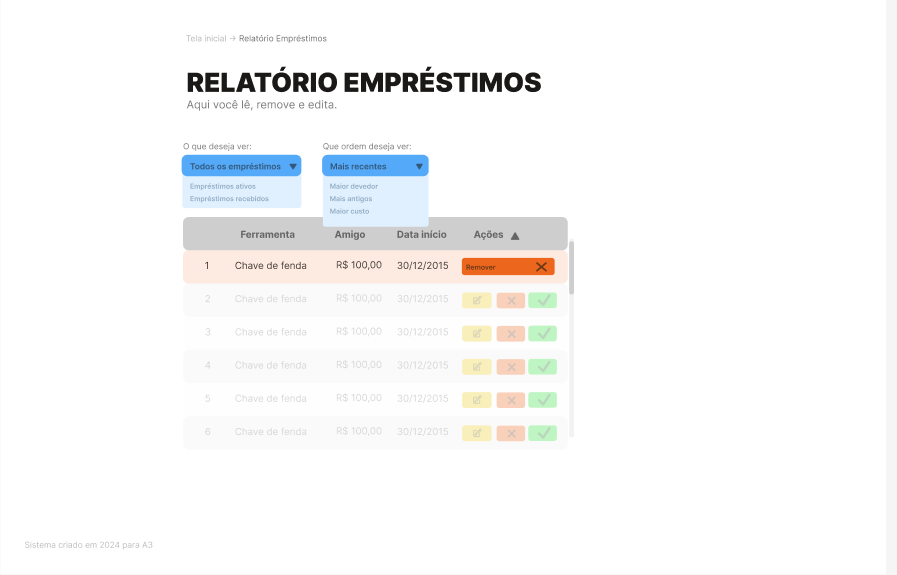 Tela inicial → Relatório Empréstimos
RELATÓRIO EMPRÉSTIMOS
Aqui você lê, remove e edita.
O que deseja ver: Que ordem deseja ver:
Todos os empréstimos ▼ Mais recentes ▼
Empréstimos ativos Maior devedor
Empréstimos recebidos Mais antigos
Maior custo
Ferramenta Amigo Data início Ações ▲
1 Chave de fenda R$ 100,00 30/12/2015 Remover
2 Chave de fenda R$ 100,00 30/12/2015
3 Chave de fenda R$ 100,00 30/12/2015
4 Chave de fenda R$ 100,00 30/12/2015
5 Chave de fenda R$ 100,00 30/12/2015
6 Chave de fenda R$ 100,00 30/12/2015
Sistema criado em 2024 para A3